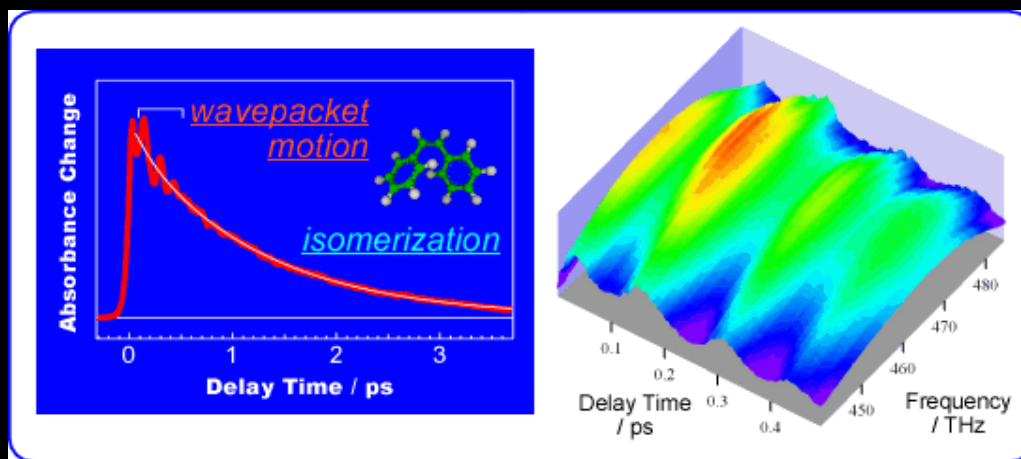 wavepacket
motion
isomerization
Absorbance Change
0
1
2
3
Delay Time / ps
0.1
0.2
0.3
0.4
Delay Time
/ ps
450
460
470
480
Frequency
/ THz